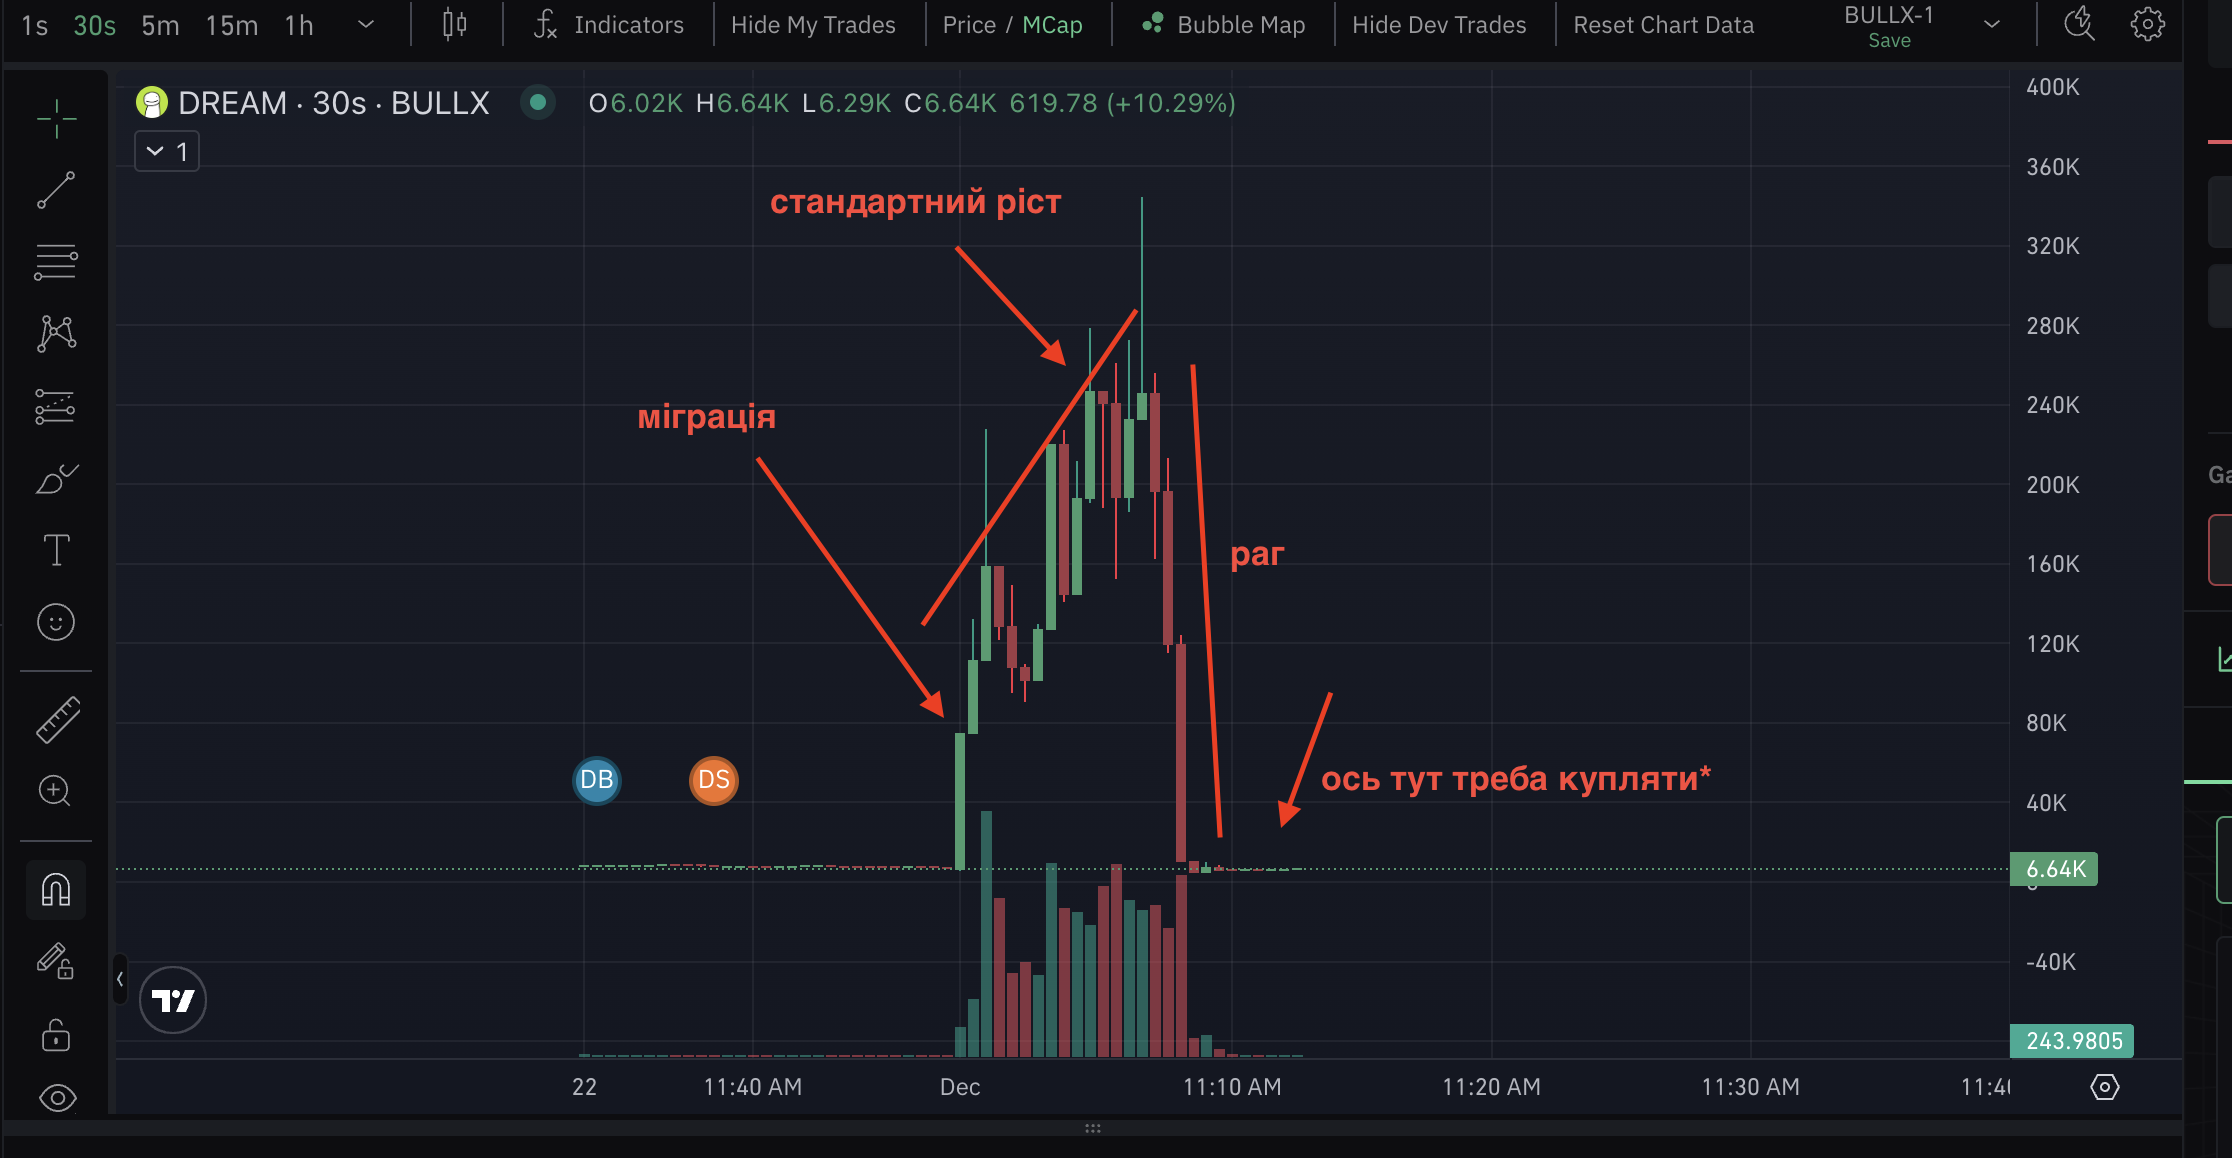 1s 30s 5m 15m 1h Indicators Hide My Trades Price / MCap Bubble Map Hide Dev Trades Reset Chart Data BULLX-1
Save
DREAM · 30s · BULLX O6.02K H6.64K L6.29K C6.64K 619.78 (+10.29%)
1
400K
360K
стандартний ріст
320K
280K
240K
міграція
200K
Ga
раг
160K
120K
80K
DB DS
ось тут треба купляти*
40K
6.64K
-40K
243.9805
22 11:40 AM Dec 11:10 AM 11:20 AM 11:30 AM